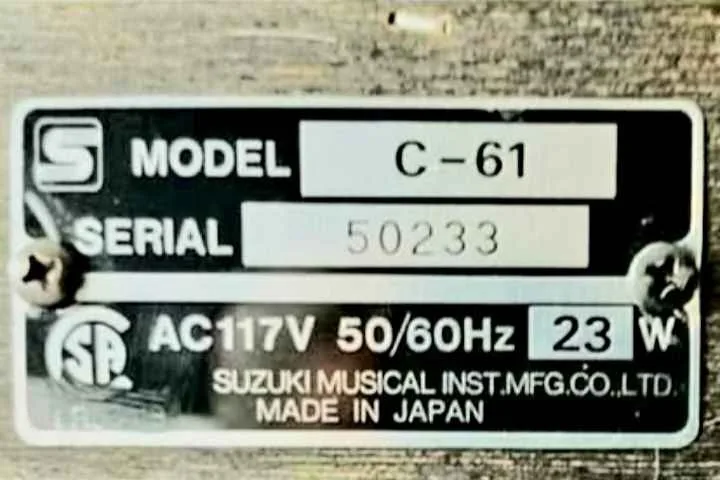 S MODEL C-61
SERIAL 50233
SA AC117V 50/60Hz 23 W
SUZUKI MUSICAL INST.MFG.CO.,LTD.
MADE IN JAPAN